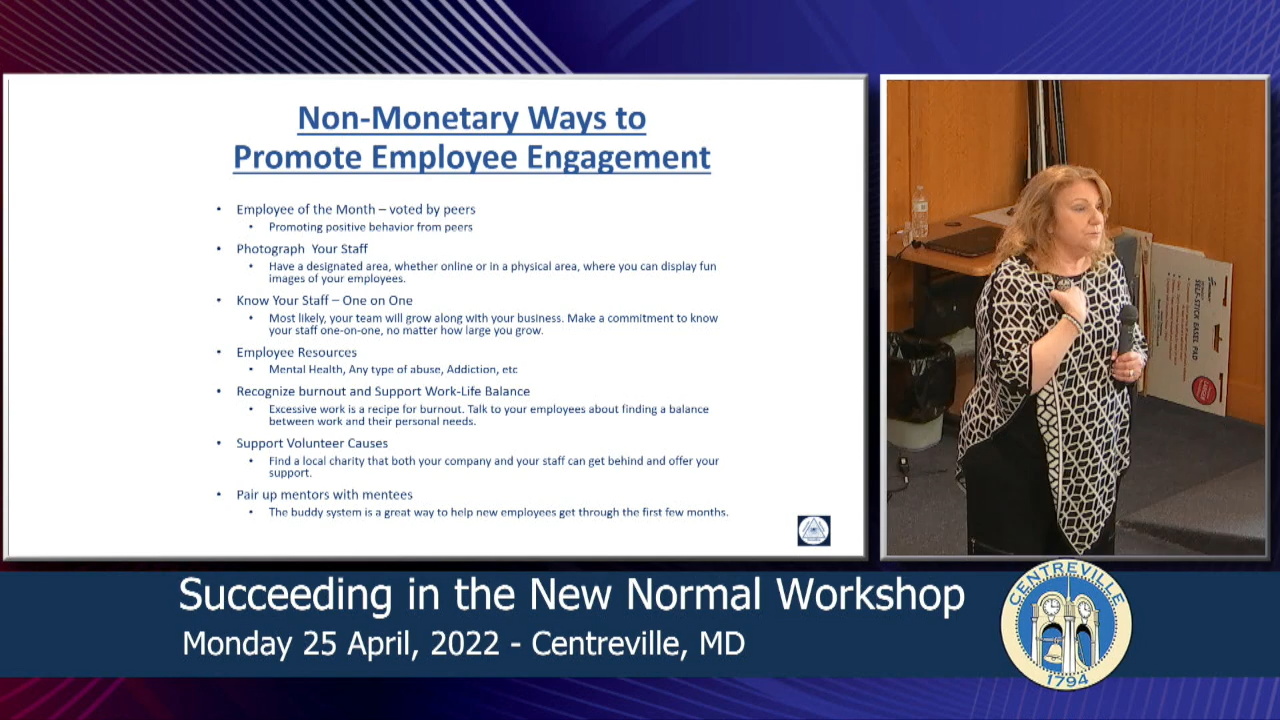 Non-Monetary Ways to
Promote Employee Engagement
• Employee of the Month – voted by peers
• Promoting positive behavior from peers
• Photograph Your Staff
• Have a designated area, whether online or in a physical area, where you can display fun
images of your employees.
• Know Your Staff – One on One
• Most likely, your team will grow along with your business. Make a commitment to know
your staff one-on-one, no matter how large you grow.
• Employee Resources
• Mental Health, Any type of abuse, Addiction, etc
• Recognize burnout and Support Work-Life Balance
• Excessive work is a recipe for burnout. Talk to your employees about finding a balance
between work and their personal needs.
• Support Volunteer Causes
• Find a local charity that both your company and your staff can get behind and offer your
support.
• Pair up mentors with mentees
• The buddy system is a great way to help new employees get through the first few months.
SELF-STICK EASEL PAD
Succeeding in the New Normal Workshop
Monday 25 April, 2022 - Centreville, MD
CENTREVILLE
1794